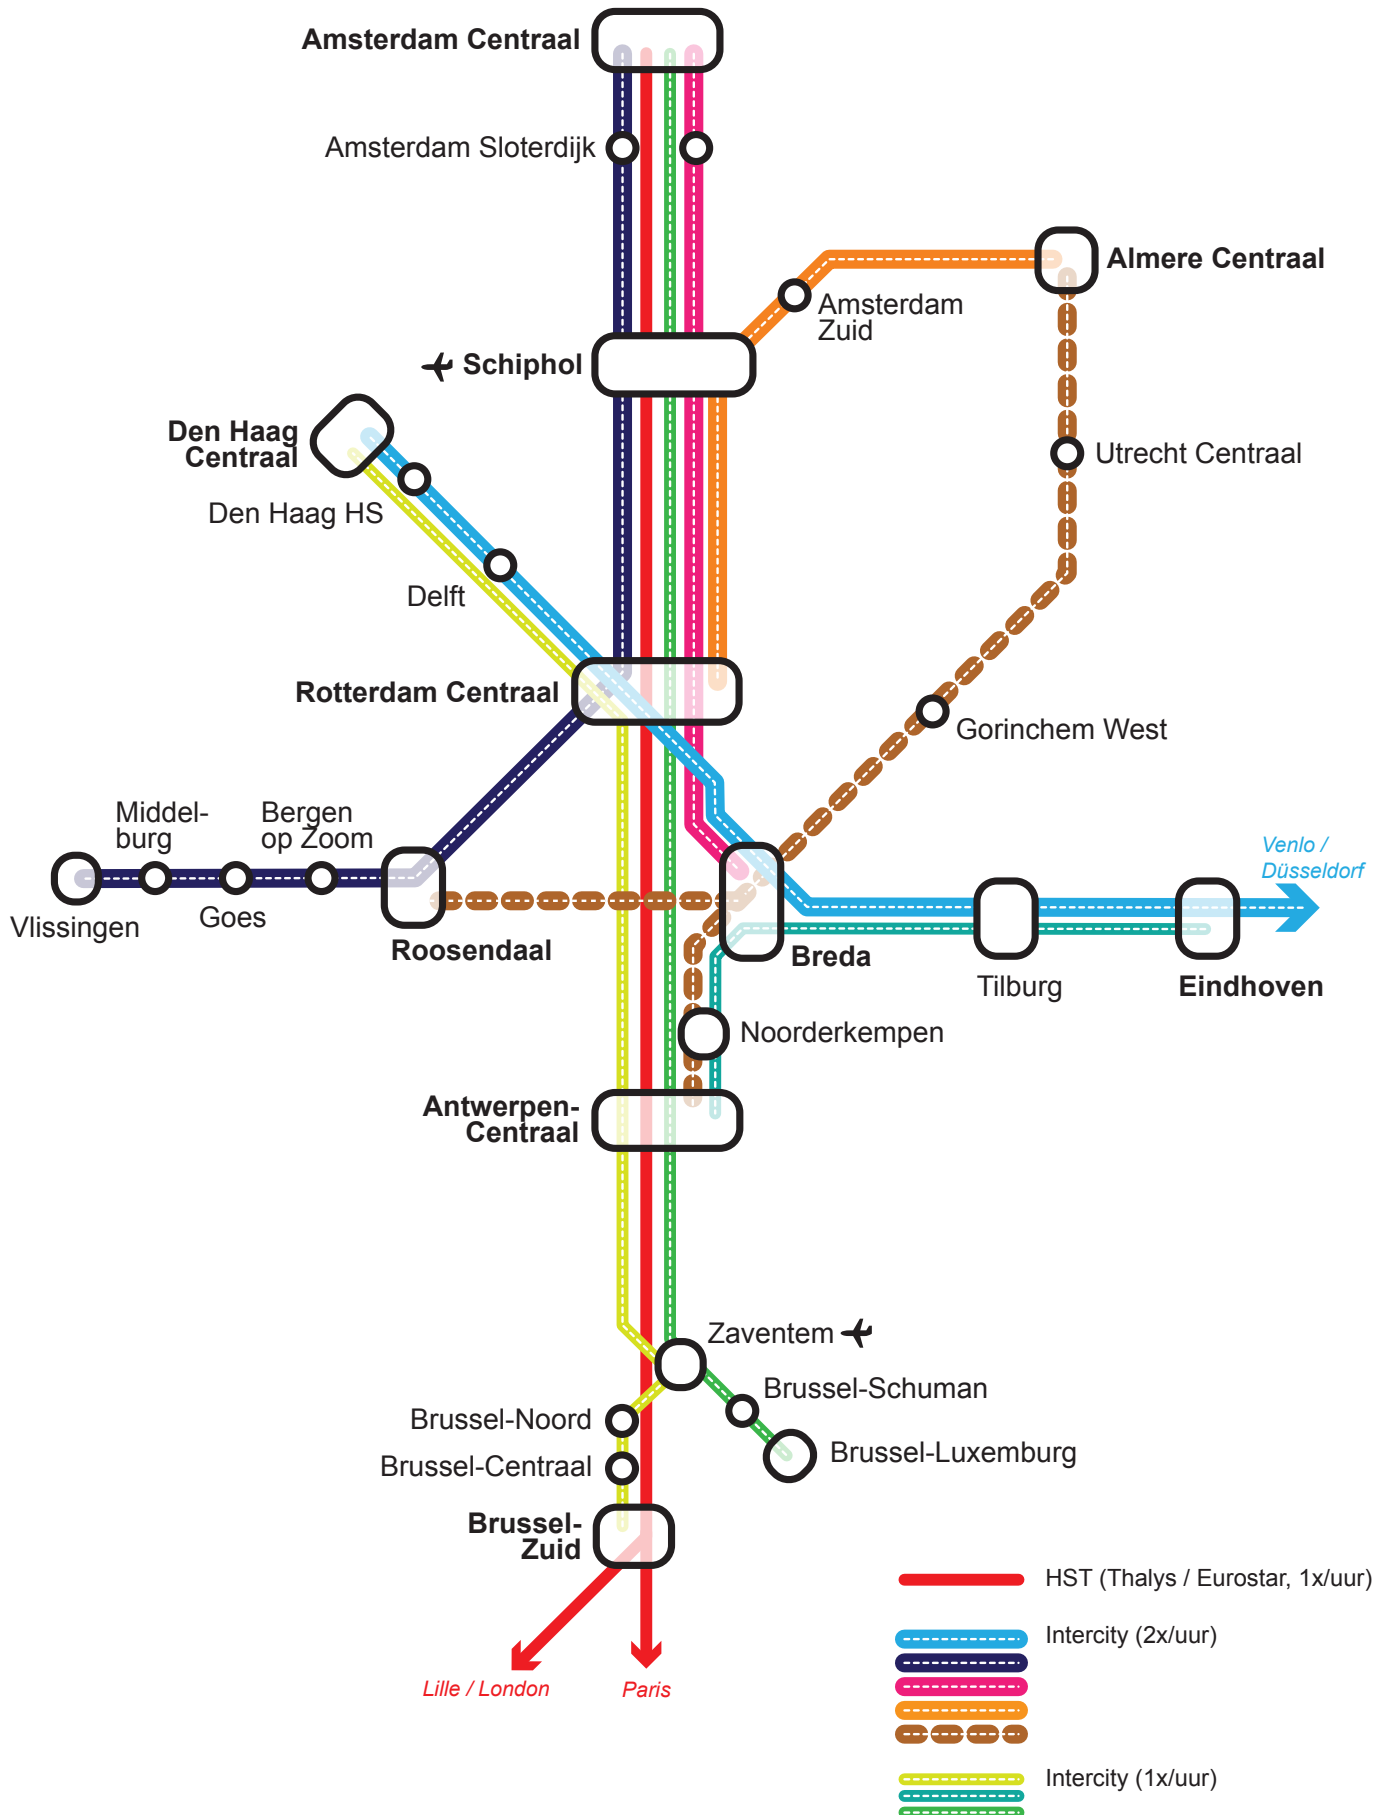 Amsterdam Centraal
Amsterdam Sloterdijk
Almere Centraal
Amsterdam
Zuid
Schiphol
Den Haag
Centraal
Utrecht Centraal
Den Haag HS
Delft
Rotterdam Centraal
Gorinchem West
Middel-
burg
Bergen
op Zoom
Venlo /
Düsseldorf
Vlissingen
Goes
Roosendaal
Breda
Tilburg
Eindhoven
Noorderkempen
Antwerpen-
Centraal
Zaventem
Brussel-Schuman
Brussel-Noord
Brussel-Luxemburg
Brussel-Centraal
Brussel-
Zuid
HST (Thalys / Eurostar, 1x/uur)
Intercity (2x/uur)
Lille / London
Paris
Intercity (1x/uur)